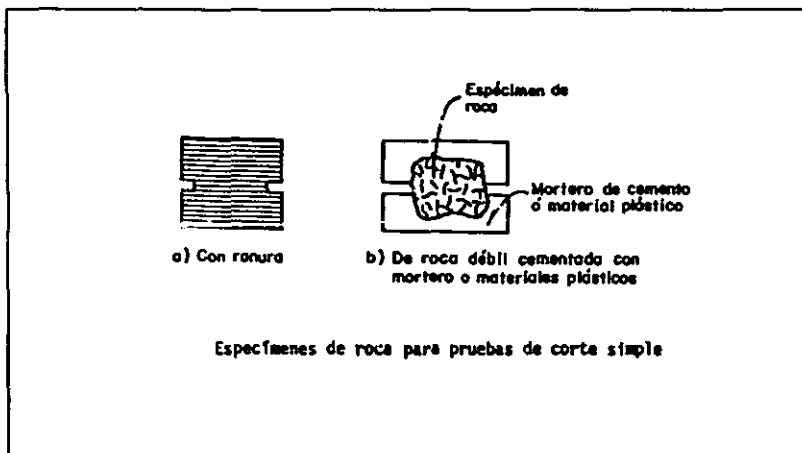 Espécimen de
roca
Mortero de cemento
ó material plástico
a) Con ranura
b) De roca débil cementada con
mortero o materiales plásticos
Especímenes de roca para pruebas de corte simple